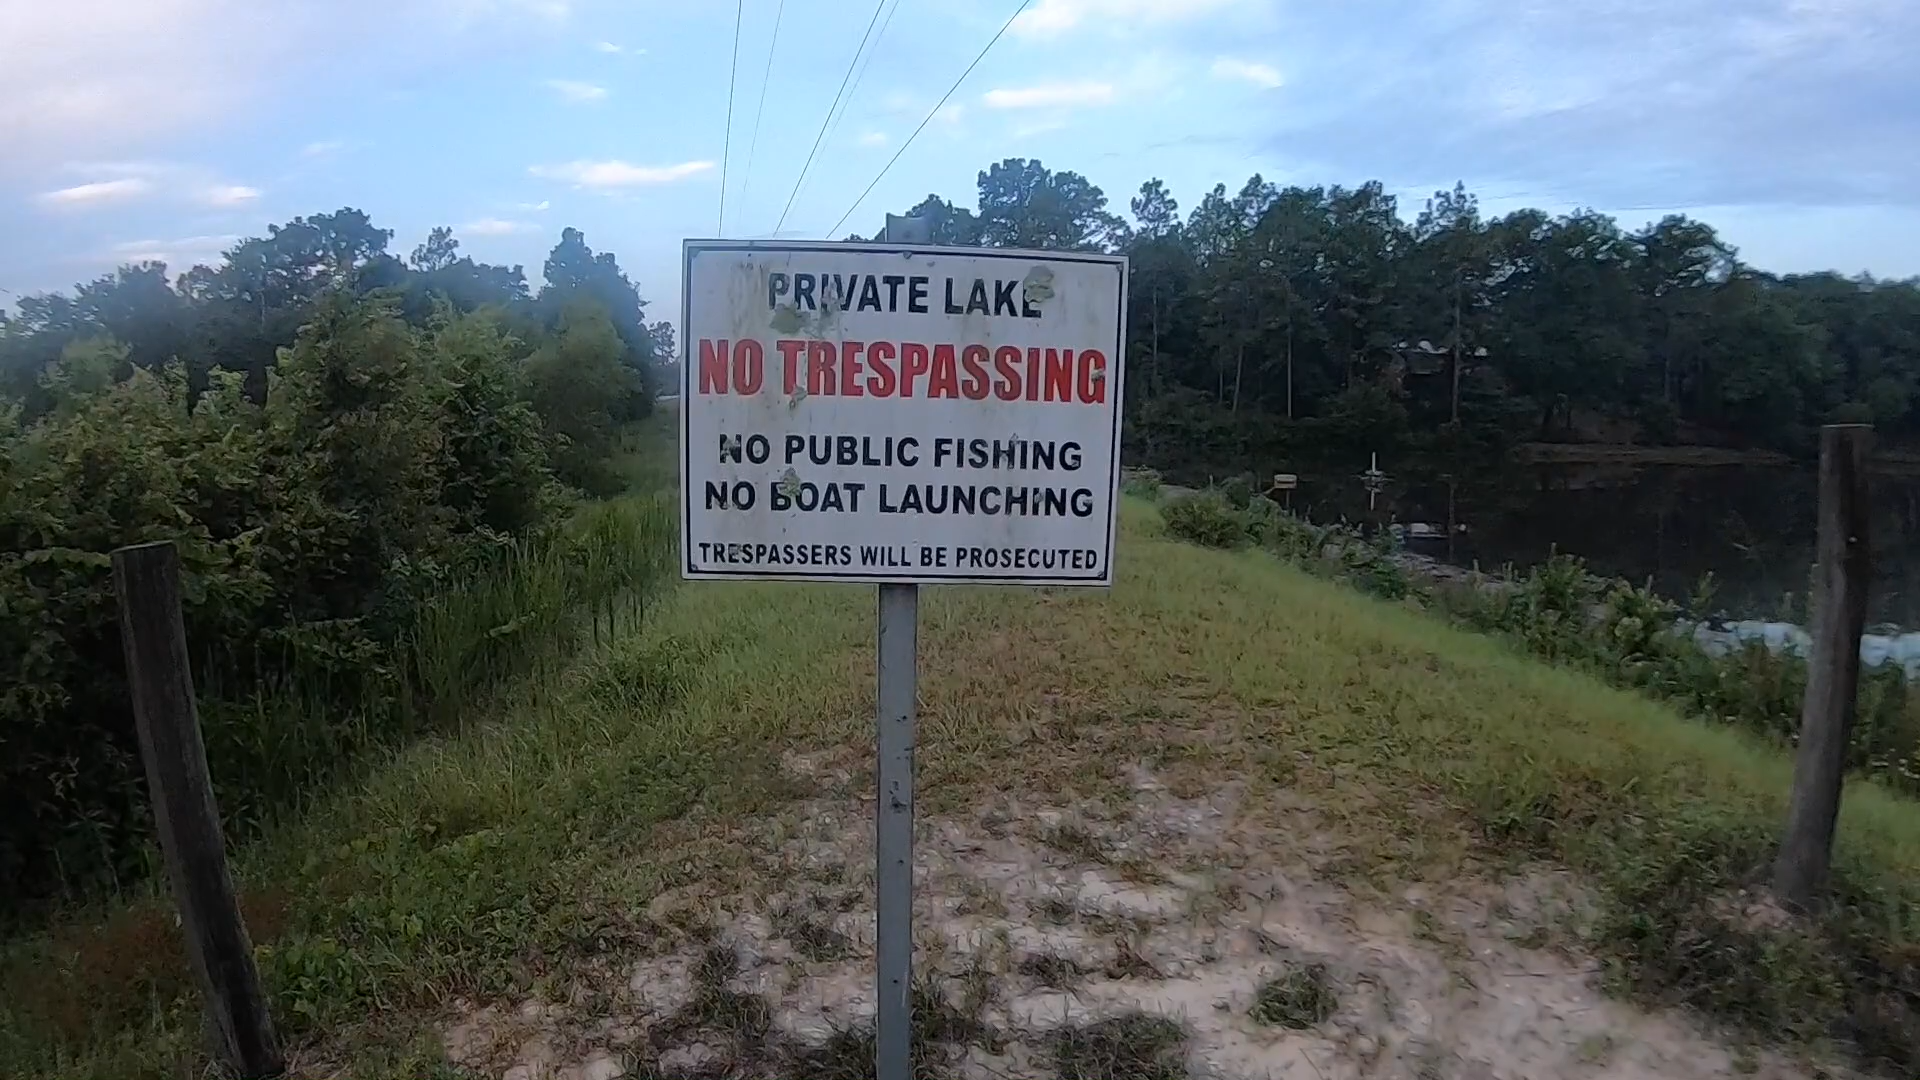 PRIVATE LAKE
NO TRESPASSING
NO PUBLIC FISHING
NO BOAT LAUNCHING
TRESPASSERS WILL BE PROSECUTED